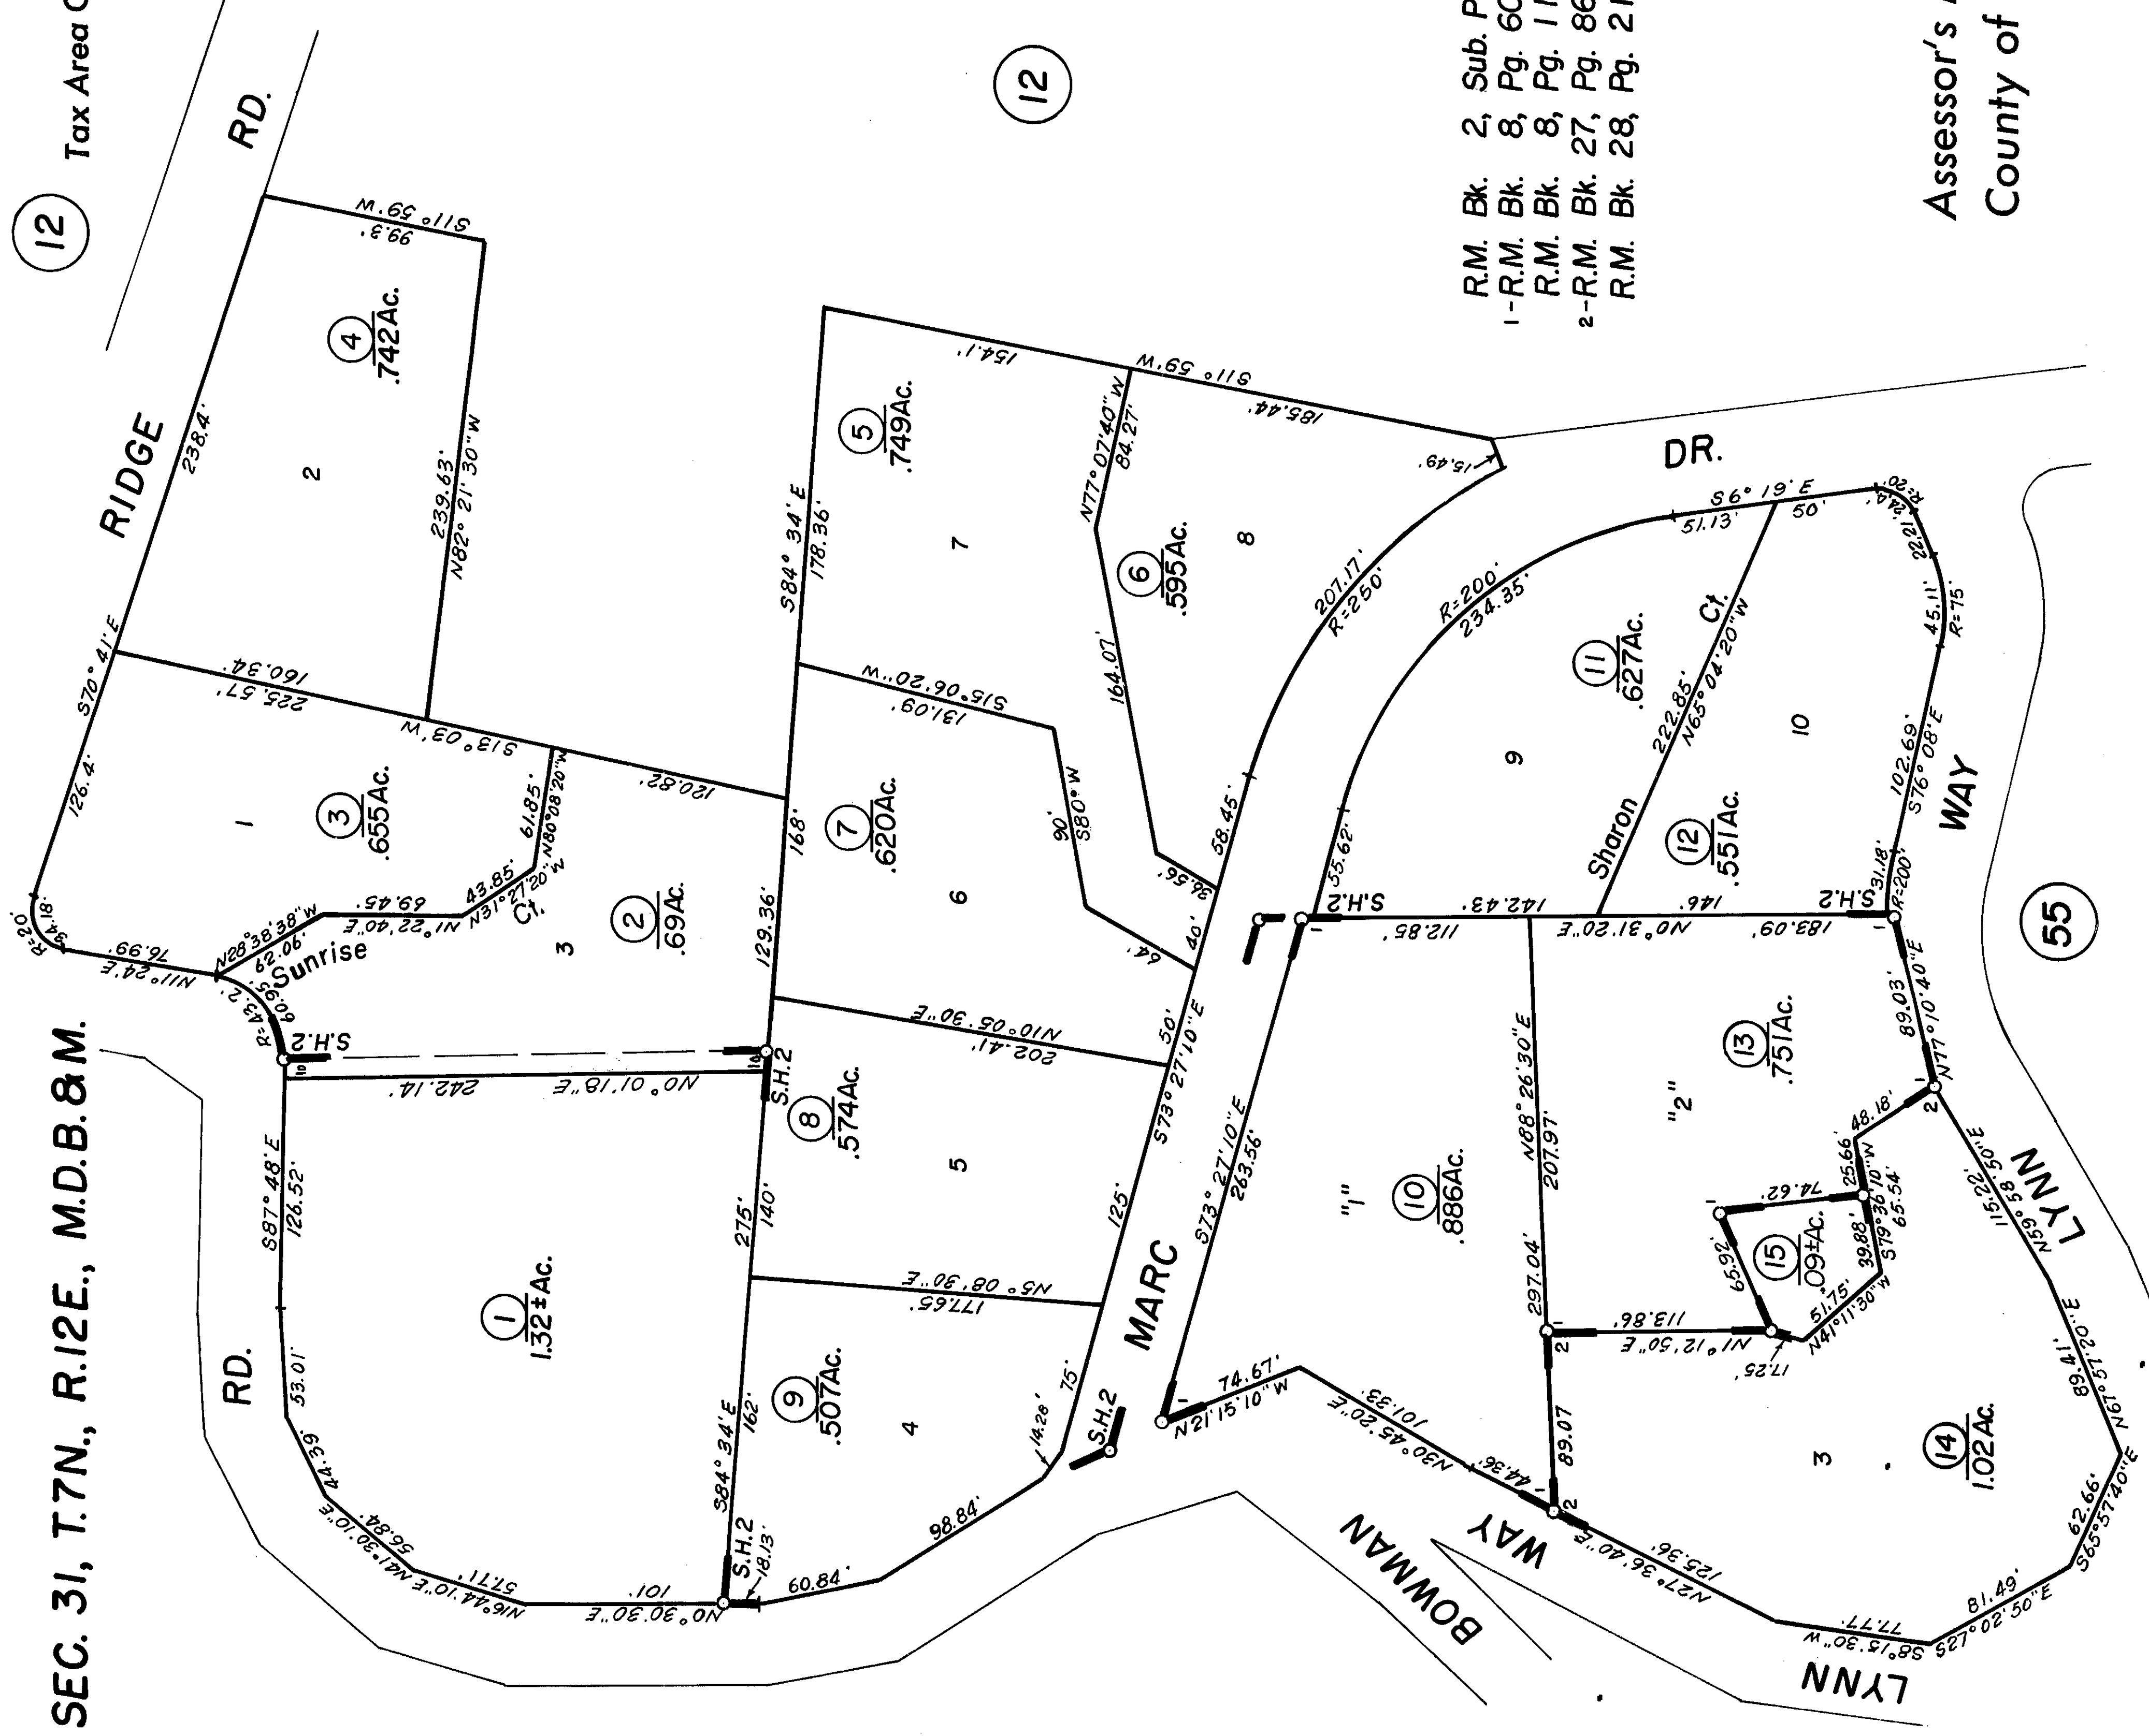 SEC. 31, T.7N., R.12E., M.D.B.&M.
12
Tax Area
RIDGE
RD.
RD.
12
S70° 41' E
238.4'
126.4'
R=20'
34.18'
76.99'
N11° 24' E
2
4
.742Ac.
99.3'
S11° 59' W
239.63'
N82° 21' 30" W
160.34'
225.57'
S13° 03' W
120.82'
1
3
.655Ac.
61.85'
N80° 08' 20" W
43.85'
N31° 27' 20" W
69.45'
N1° 22' 40" E
N28° 38' 38" W
62.06'
Sunrise
Ct.
R=43.2'
60.95'
S.H.2
3
2
.69Ac.
10
10
S.H.2
242.14'
N0° 01' 18" E
S87° 48' E
126.52'
53.01'
44.39'
56.84'
N41° 30' 10" E
57.71'
N16° 44' 10" E
101'
N0° 30' 30" E
1
1.32±Ac.
S84° 34' E
178.36'
168'
129.36'
275'
140'
S84° 34' E
162'
S.H.2
18.13'
60.84'
98.84'
14.28'
75'
9
.507Ac.
4
177.65'
N5° 08' 30" E
8
.574Ac.
5
125'
202.41'
N10° 05' 30" E
50'
S73° 27' 10" E
7
.620Ac.
6
131.09'
S15° 06' 20" W
90'
S80° W
64'
40'
5
.749Ac.
7
154.1'
S11° 59' W
N77° 07' 40" W
84.27'
164.07'
36.56'
58.45'
6
.595Ac.
8
185.44'
15.49'
207.17'
R=250'
MARC
DR.
S.H.2
S73° 27' 10" E
263.56'
55.62'
R=200'
234.35'
51.13'
S6° 19' E
50'
24.4'
R=20'
22.21'
45.11'
R=75'
102.69'
S76° 08' E
31.18'
R=200'
9
11
.627Ac.
222.85'
N65° 04' 20" W
Sharon
Ct.
12
.551Ac.
10
1
S.H.2
142.43'
112.85'
N0° 31' 20" E
146'
183.09'
S.H.2
1
WAY
55
89.03'
N77° 10' 40" E
"1"
10
.886Ac.
N88° 26' 30" E
207.97'
297.04'
1
N21° 15' 01" W
74.67'
101.33'
N30° 45' 20" E
44.36'
89.07
1
2
1
2
"2"
13
.751Ac.
48.18'
25.66'
S79° 36' 10" W
65.54'
39.88'
74.62'
65.92'
15
.09±Ac.
51.75'
N41° 11' 30" W
17.25'
113.86'
N1° 12' 50" E
1
1
2
115.22'
N59° 58' 50" E
89.41'
N67° 57' 20" E
3
14
1.02Ac.
62.66'
S65° 57' 40" E
81.49'
S27° 02' 50" E
77.77'
S8° 15' 30" W
125.36'
N27° 36' 40" E
BOWMAN
LYNN
WAY
LYNN
R.M. Bk. 2, Sub. P
1-R.M. Bk. 8, Pg. 60
R.M. Bk. 8, Pg. 11
2-R.M. Bk. 27, Pg. 86
R.M. Bk. 28, Pg. 21
Assessor's
County of